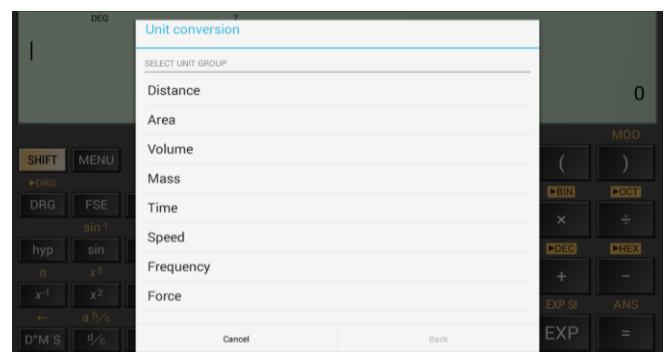 DEG
7
Unit conversion
SELECT UNIT GROUP
Distance
Area
Volume
Mass
Time
Speed
Frequency
Force
Cancel Back
0
MOD
SHIFT MENU ( )
▸DRG ▸BIN ▸OCT
DRG FSE × ÷
sin⁻¹ ▸DEC ▸HEX
hyp sin + −
π x³ EXP SI ANS
x⁻¹ x² EXP =
← a b/c
D°M'S d/c